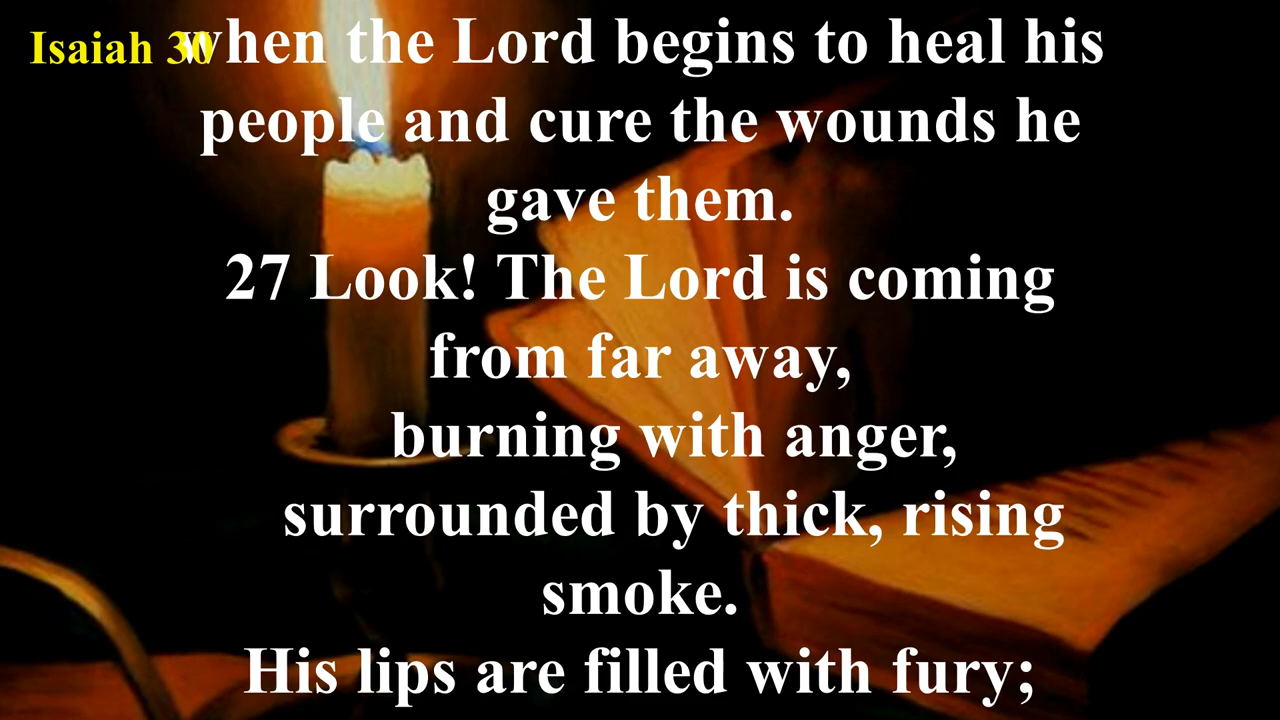 Isaiah 30
when the Lord begins to heal his
people and cure the wounds he
gave them.
27 Look! The Lord is coming
from far away,
burning with anger,
surrounded by thick, rising
smoke.
His lips are filled with fury;